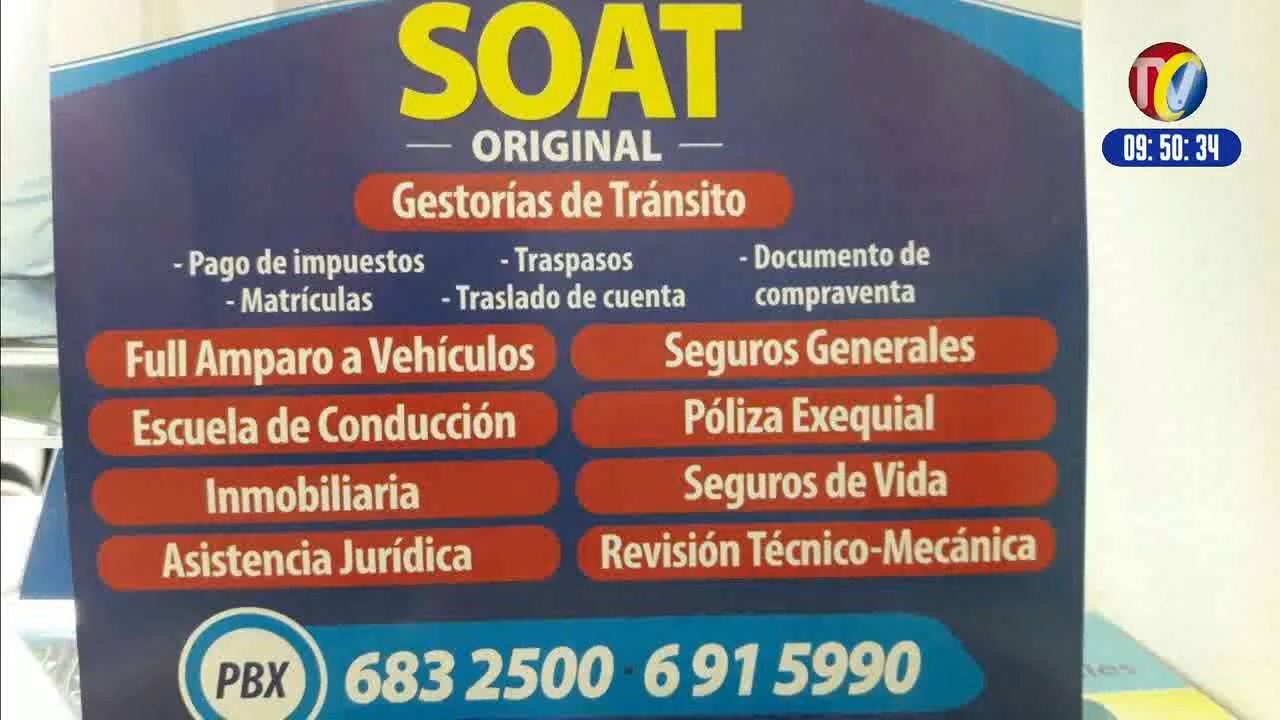 SOAT
ORIGINAL
Gestorías de Tránsito
- Pago de impuestos - Traspasos - Documento de compraventa
- Matrículas - Traslado de cuenta
Full Amparo a Vehículos
Seguros Generales
Escuela de Conducción
Póliza Exequial
Inmobiliaria
Seguros de Vida
Asistencia Jurídica
Revisión Técnico-Mecánica
PBX 683 2500 · 691 5990
TVC
09: 50: 34